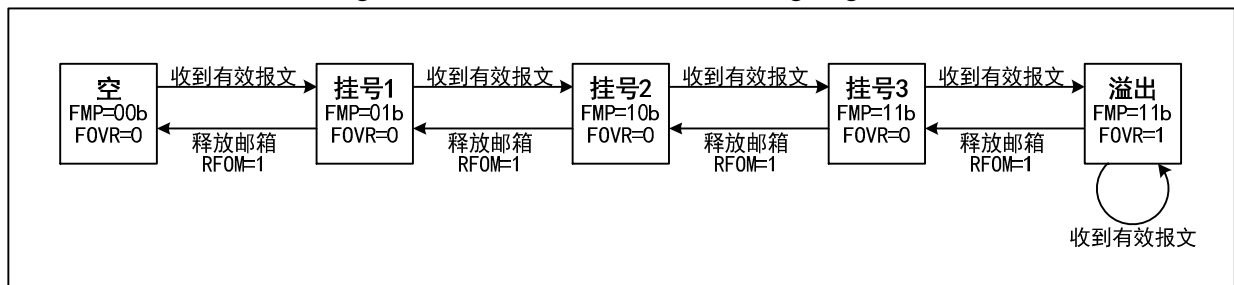 收到有效报文
收到有效报文
收到有效报文
收到有效报文
空
FMP=00b
FOVR=0
挂号1
FMP=01b
FOVR=0
挂号2
FMP=10b
FOVR=0
挂号3
FMP=11b
FOVR=0
溢出
FMP=11b
FOVR=1
释放邮箱
RFOM=1
释放邮箱
RFOM=1
释放邮箱
RFOM=1
释放邮箱
RFOM=1
收到有效报文